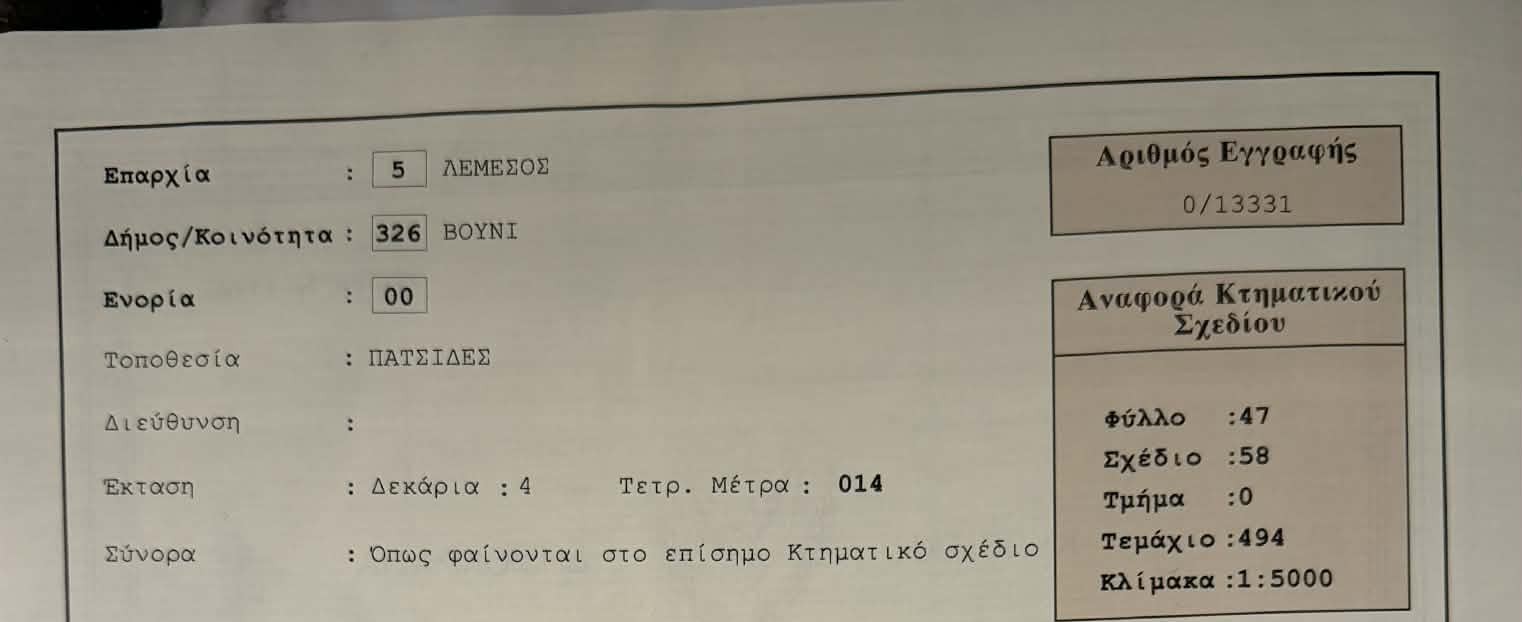 Επαρχία : 5 ΛΕΜΕΣΟΣ
Δήμος/Κοινότητα : 326 ΒΟΥΝΙ
Ενορία : 00
Τοποθεσία : ΠΑΤΣΙΔΕΣ
Διεύθυνση :
Έκταση : Δεκάρια : 4 Τετρ. Μέτρα : 014
Σύνορα : Όπως φαίνονται στο επίσημο Κτηματικό σχέδιο
Αριθμός Εγγραφής
0/13331
Αναφορά Κτηματικού
Σχεδίου
Φύλλο :47
Σχέδιο :58
Τμήμα :0
Τεμάχιο :494
Κλίμακα :1:5000